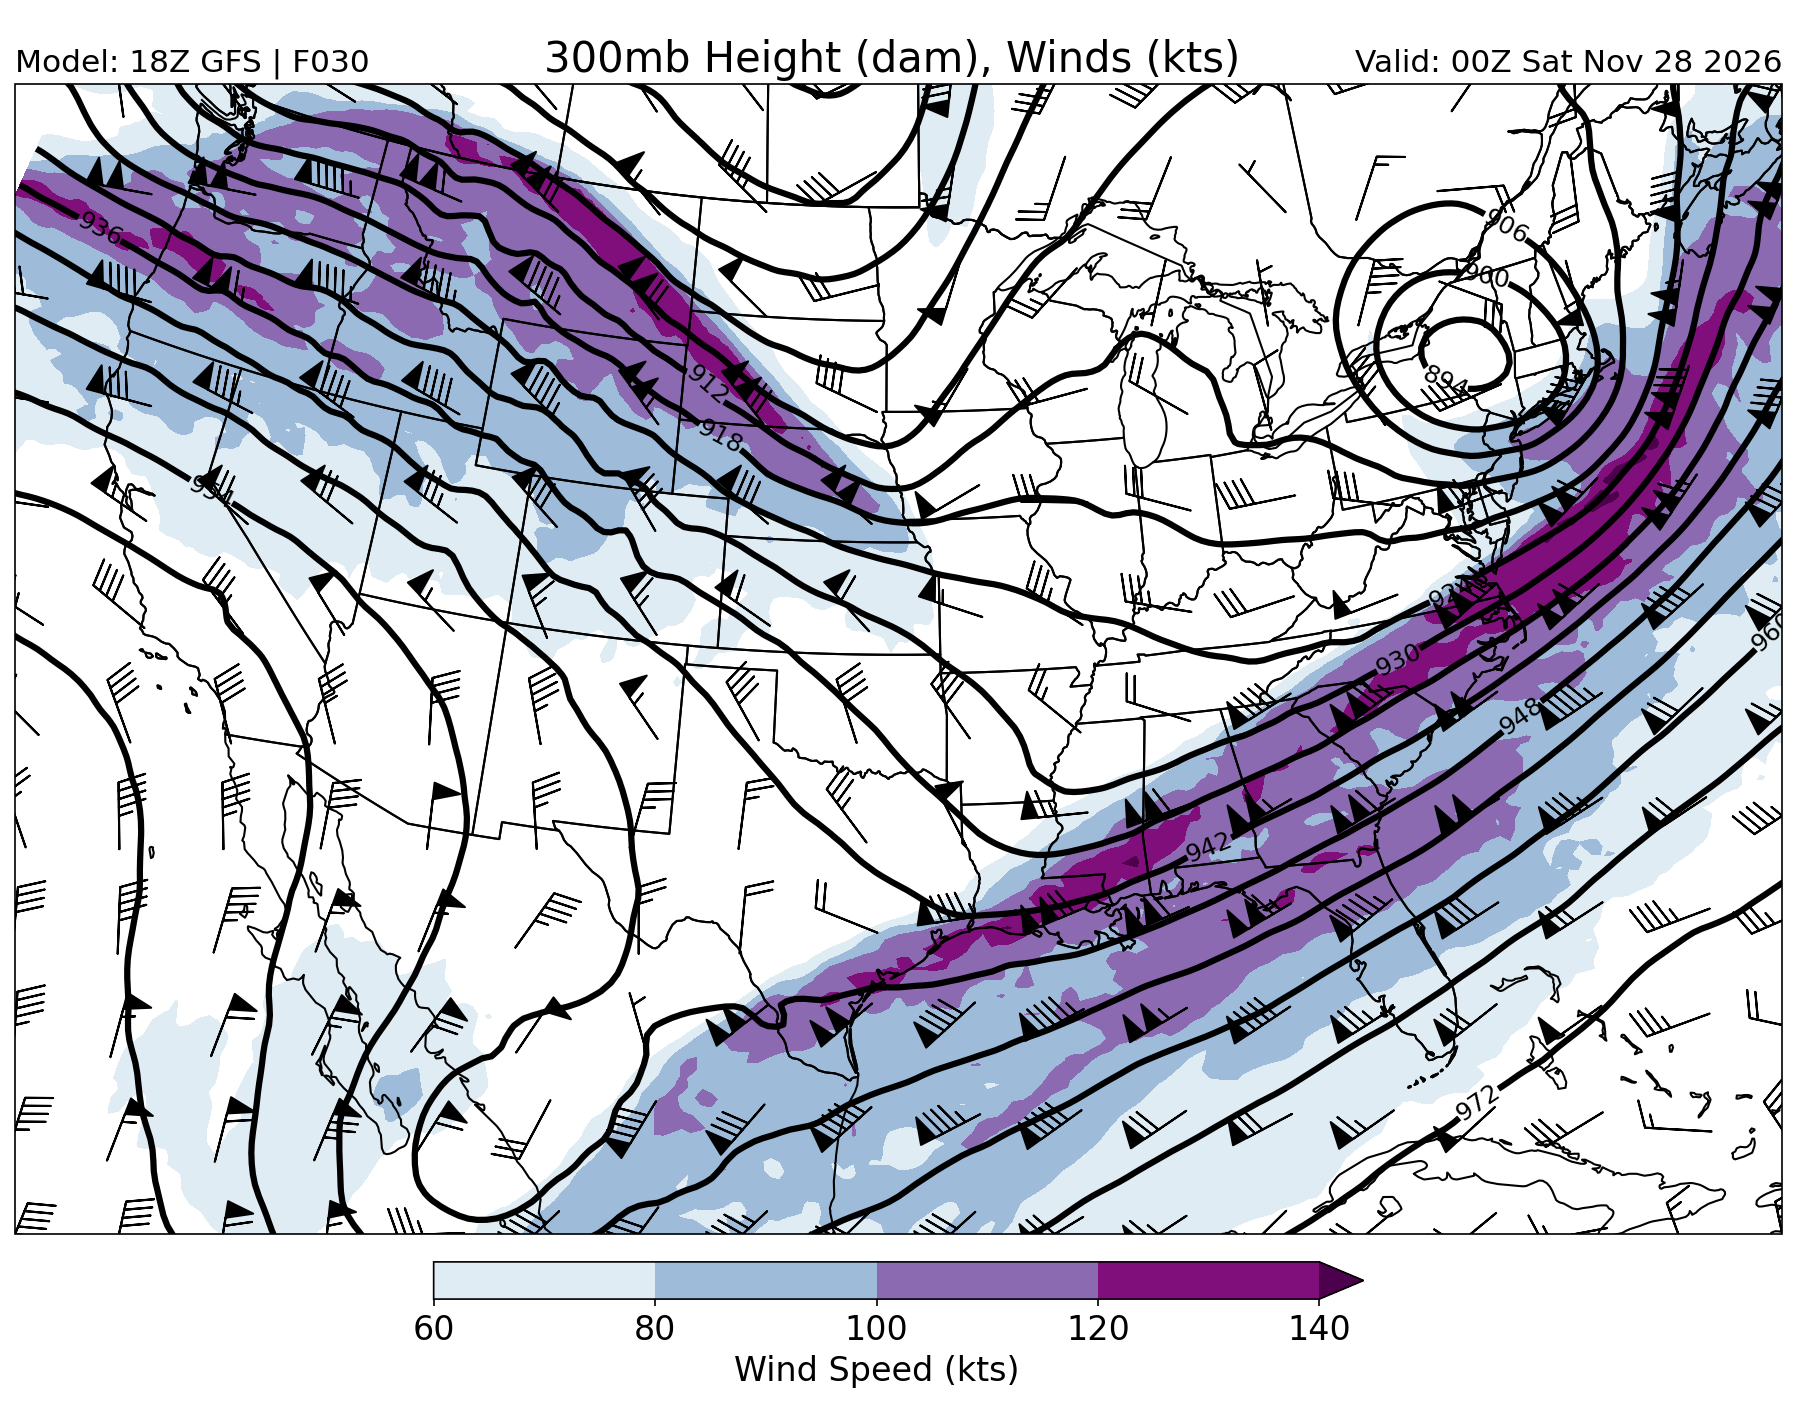 Model: 18Z GFS | F030
300mb Height (dam), Winds (kts)
Valid: 00Z Sat Nov 28 2026
906
936
900
894
912
918
954
924
960
930
948
942
972
60 80 100 120 140
Wind Speed (kts)